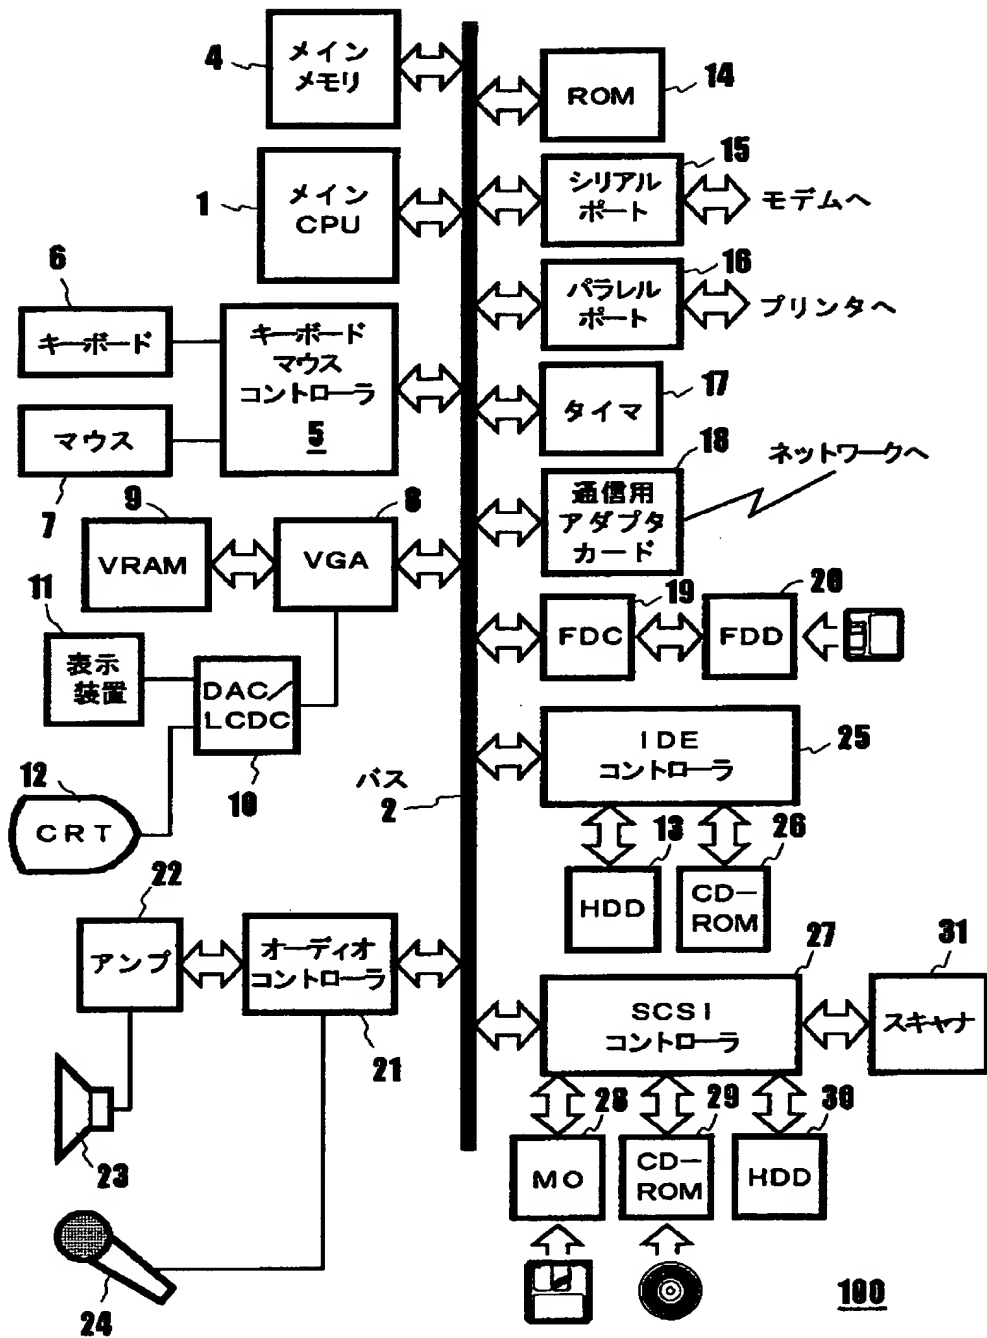 4
メイン
メモリ
1
メイン
CPU
6
キーボード
キーボード
マウス
コントローラ
5
マウス
7
9
VRAM
8
VGA
11
表示
装置
DAC/
LCDC
10
12
CRT
バス
2
22
アンプ
オーディオ
コントローラ
21
23
24
ROM
14
15
シリアル
ポート
モデムへ
16
パラレル
ポート
プリンタへ
タイマ
17
18
通信用
アダプタ
カード
ネットワークへ
19
FDC
20
FDD
IDE
コントローラ
25
13
HDD
26
CD-
ROM
27
SCSI
コントローラ
31
スキャナ
28
MO
29
CD-
ROM
30
HDD
100